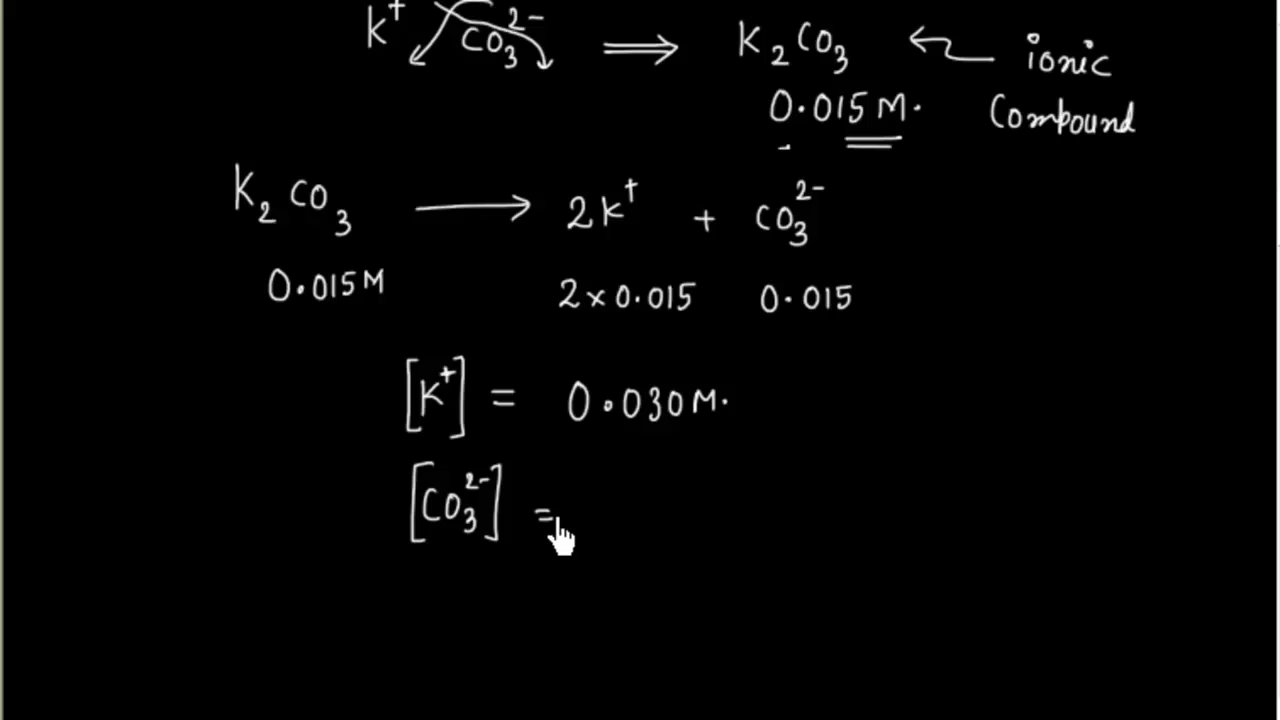 K⁺ CO₃²⁻ ⟹ K₂CO₃ ← ionic
0.015 M. Compound
K₂CO₃ ⟶ 2K⁺ + CO₃²⁻
0.015M 2×0.015 0.015
[K⁺] = 0.030M.
[CO₃²⁻] =